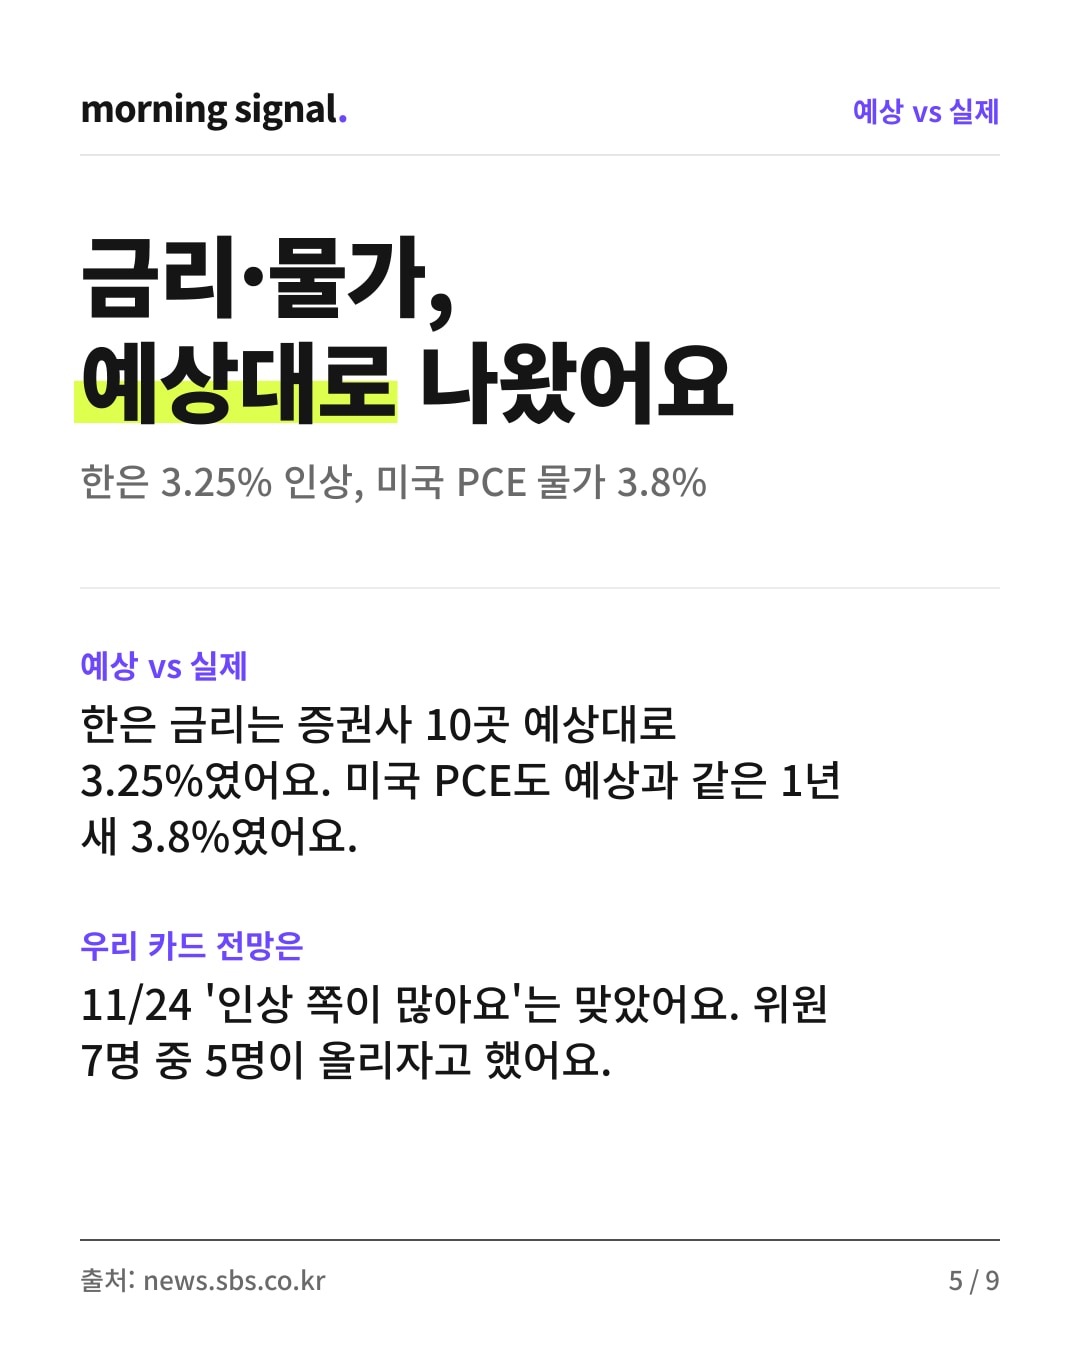 morning signal.
예상 vs 실제
금리·물가,
예상대로 나왔어요
한은 3.25% 인상, 미국 PCE 물가 3.8%
예상 vs 실제
한은 금리는 증권사 10곳 예상대로
3.25%였어요. 미국 PCE도 예상과 같은 1년
새 3.8%였어요.
우리 카드 전망은
11/24 '인상 쪽이 많아요'는 맞았어요. 위원
7명 중 5명이 올리자고 했어요.
출처: news.sbs.co.kr
5 / 9